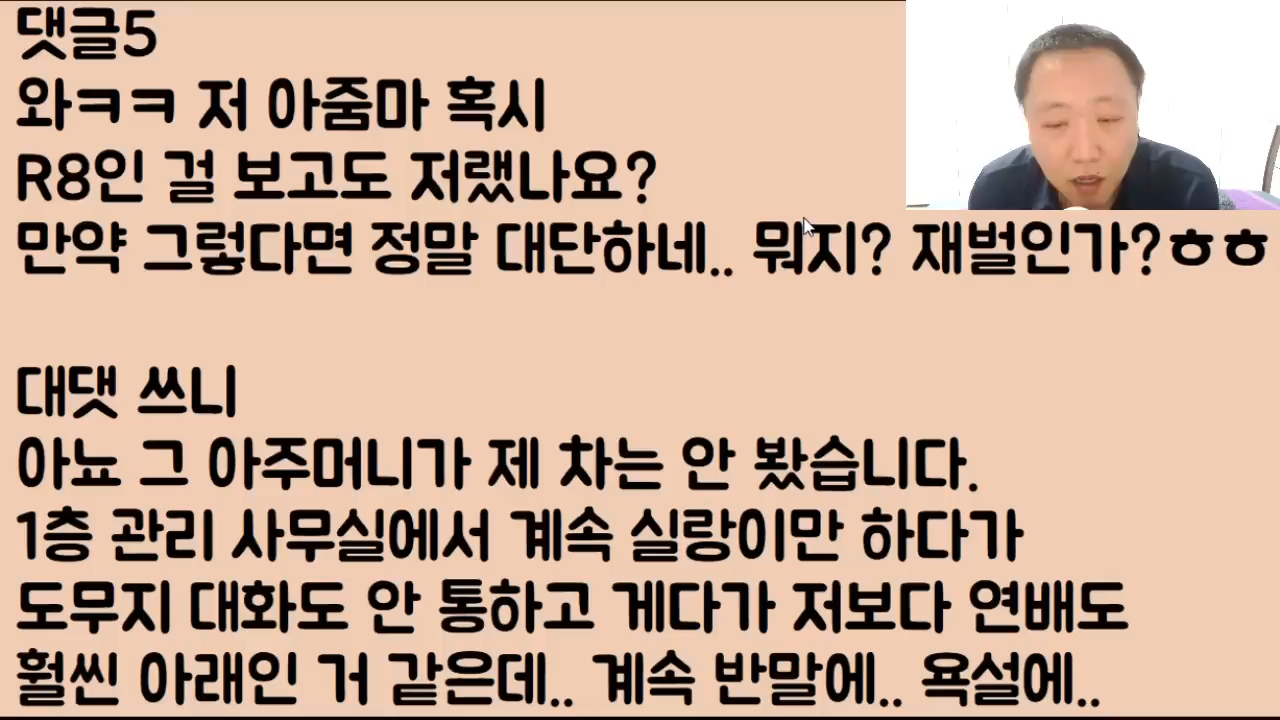 댓글5
와ㅋㅋ 저 아줌마 혹시
R8인 걸 보고도 저랬나요?
만약 그렇다면 정말 대단하네.. 뭐지? 재벌인가?ㅎㅎ
대댓 쓰니
아뇨 그 아주머니가 제 차는 안 봤습니다.
1층 관리 사무실에서 계속 실랑이만 하다가
도무지 대화도 안 통하고 게다가 저보다 연배도
훨씬 아래인 거 같은데.. 계속 반말에.. 욕설에..